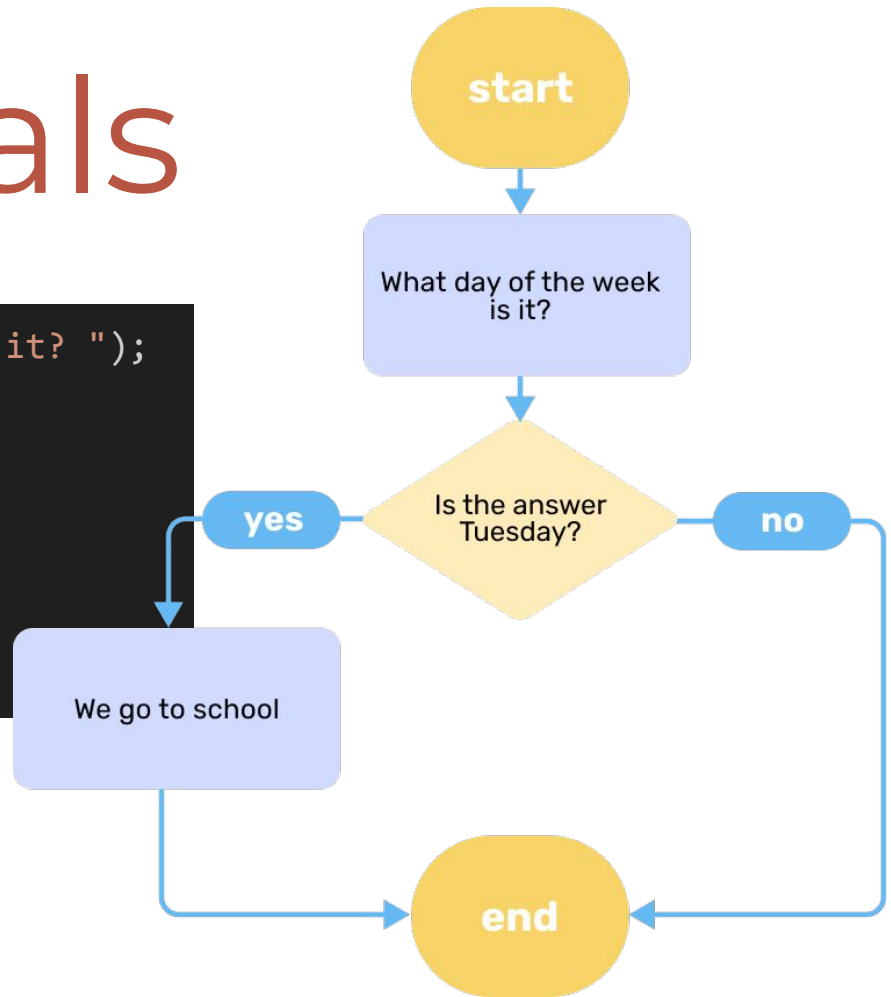 als
it? ");
start
What day of the week
is it?
Is the answer
Tuesday?
yes
no
We go to school
end